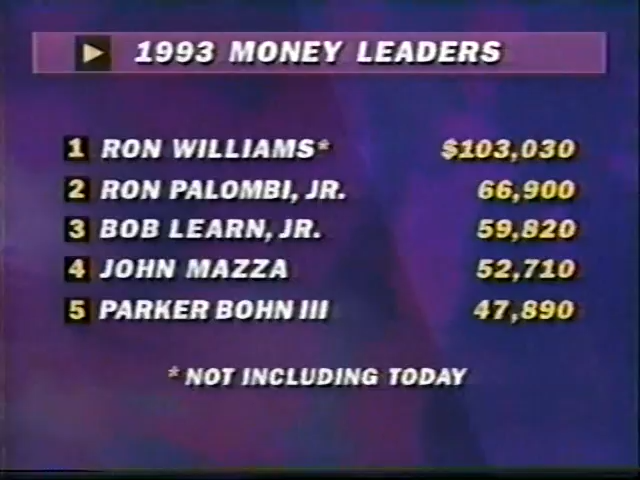 1993 MONEY LEADERS
1 RON WILLIAMS* $103,030
2 RON PALOMBI, JR. 66,900
3 BOB LEARN, JR. 59,820
4 JOHN MAZZA 52,710
5 PARKER BOHN III 47,890
* NOT INCLUDING TODAY